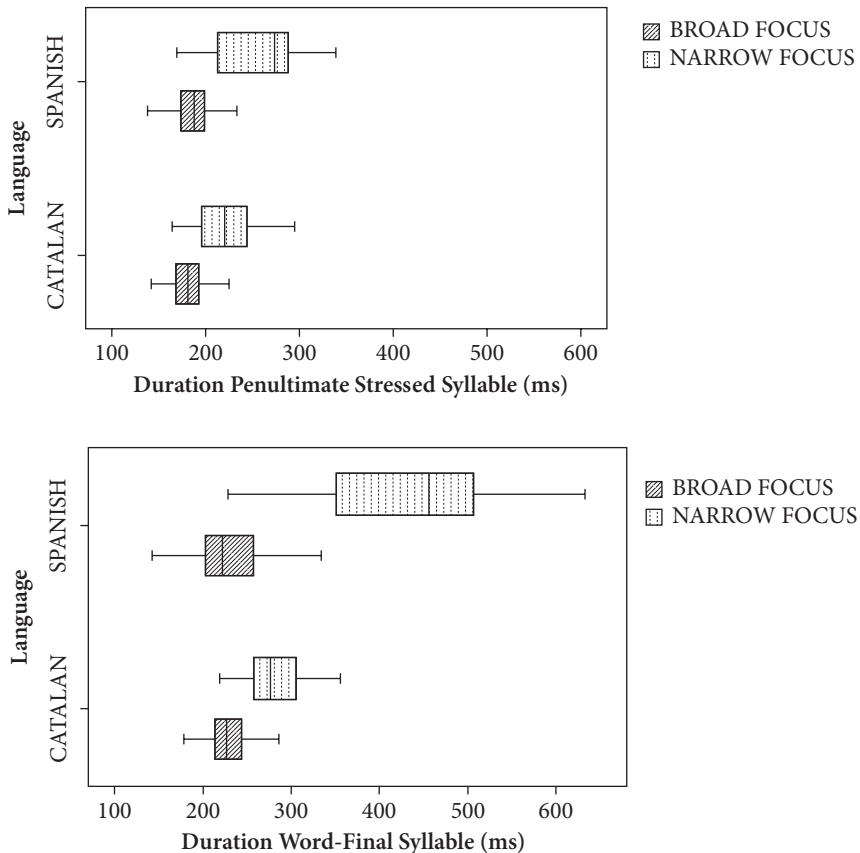 BROAD FOCUS
NARROW FOCUS
SPANISH
CATALAN
Language
100 200 300 400 500 600
Duration Penultimate Stressed Syllable (ms)
BROAD FOCUS
NARROW FOCUS
SPANISH
CATALAN
Language
100 200 300 400 500 600
Duration Word-Final Syllable (ms)